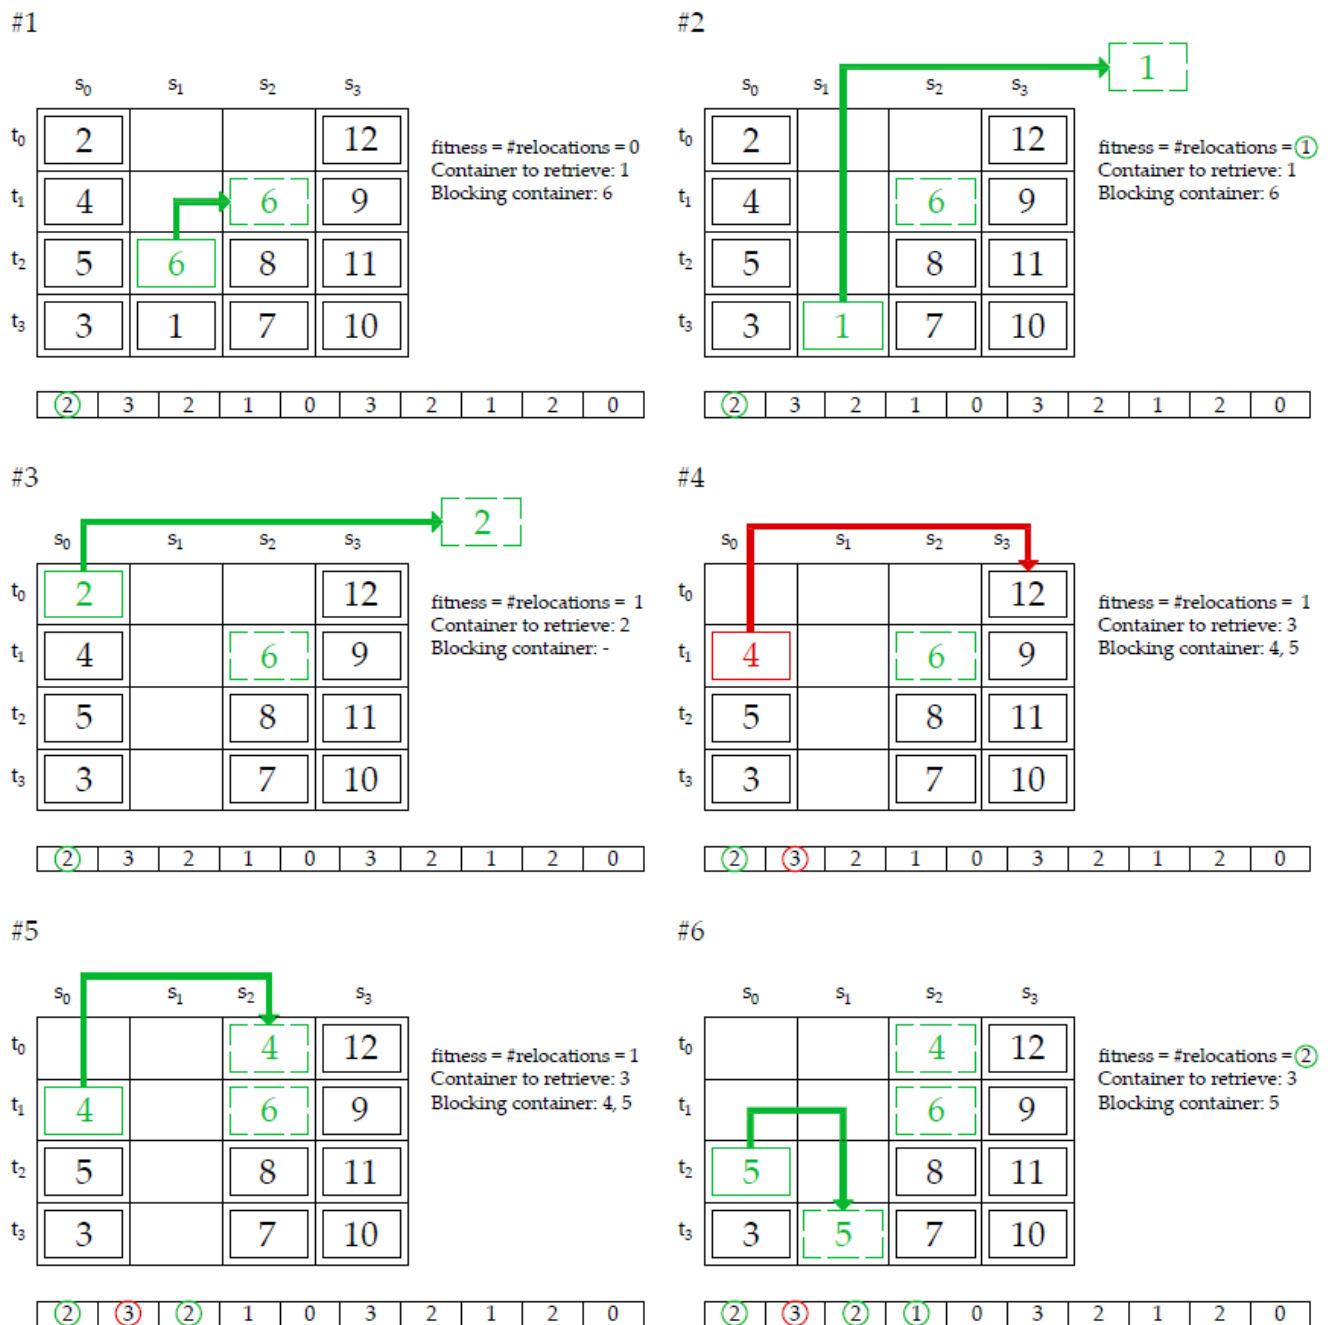 #1
s0 s1 s2 s3
t0 2 12
t1 4 6 9
t2 5 6 8 11
t3 3 1 7 10
fitness = #relocations = 0
Container to retrieve: 1
Blocking container: 6
2 3 2 1 0 3 2 1 2 0
#2
1
s0 s1 s2 s3
t0 2 12
t1 4 6 9
t2 5 8 11
t3 3 1 7 10
fitness = #relocations = 1
Container to retrieve: 1
Blocking container: 6
2 3 2 1 0 3 2 1 2 0
#3
2
s0 s1 s2 s3
t0 2 12
t1 4 6 9
t2 5 8 11
t3 3 7 10
fitness = #relocations = 1
Container to retrieve: 2
Blocking container: -
2 3 2 1 0 3 2 1 2 0
#4
s0 s1 s2 s3
t0 12
t1 4 6 9
t2 5 8 11
t3 3 7 10
fitness = #relocations = 1
Container to retrieve: 3
Blocking container: 4, 5
2 3 2 1 0 3 2 1 2 0
#5
s0 s1 s2 s3
t0 4 12
t1 4 6 9
t2 5 8 11
t3 3 7 10
fitness = #relocations = 1
Container to retrieve: 3
Blocking container: 4, 5
2 3 2 1 0 3 2 1 2 0
#6
s0 s1 s2 s3
t0 4 12
t1 6 9
t2 5 8 11
t3 3 5 7 10
fitness = #relocations = 2
Container to retrieve: 3
Blocking container: 5
2 3 2 1 0 3 2 1 2 0